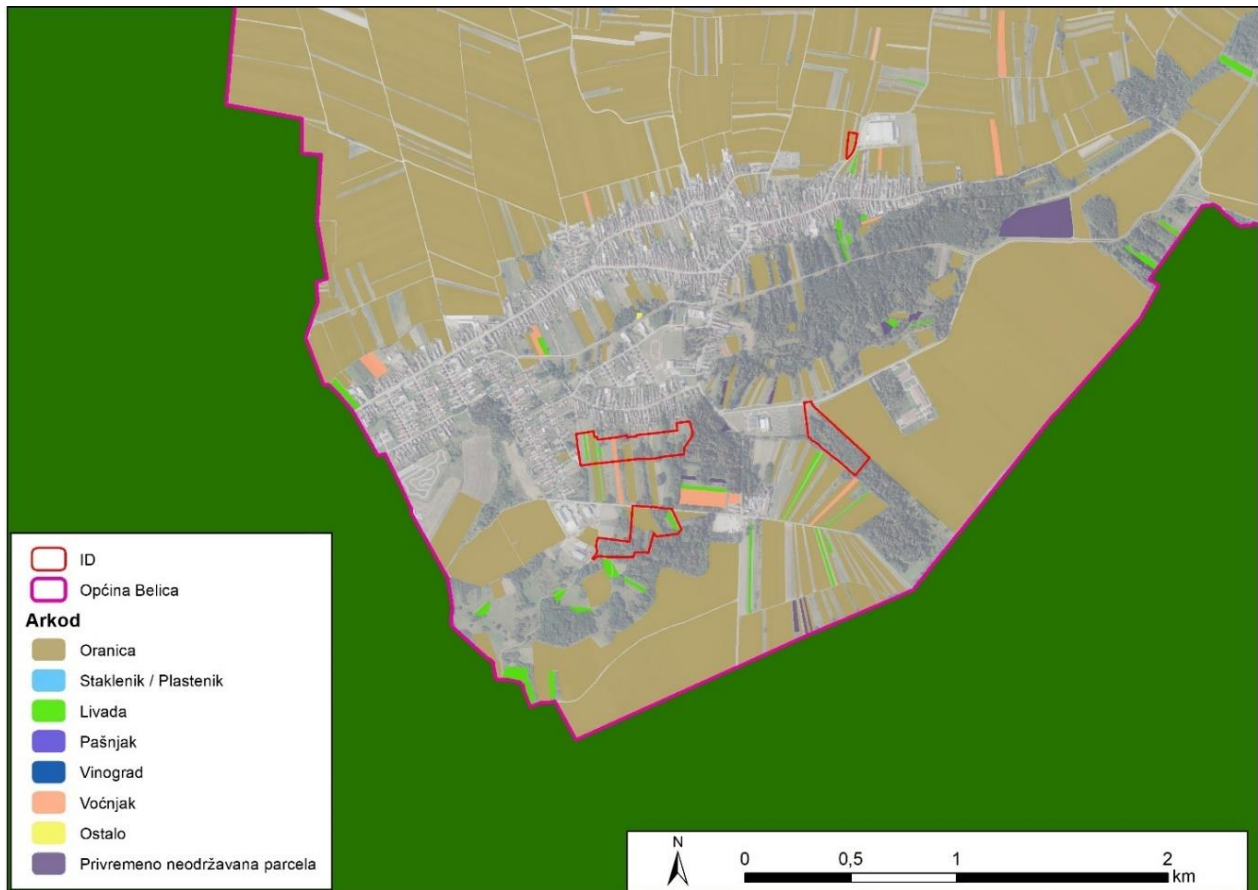 ID
Općina Belica
Arkod
Oranica
Staklenik / Plastenik
Livada
Pašnjak
Vinograd
Voćnjak
Ostalo
Privremeno neodržavana parcela
N
0 0,5 1 2
km